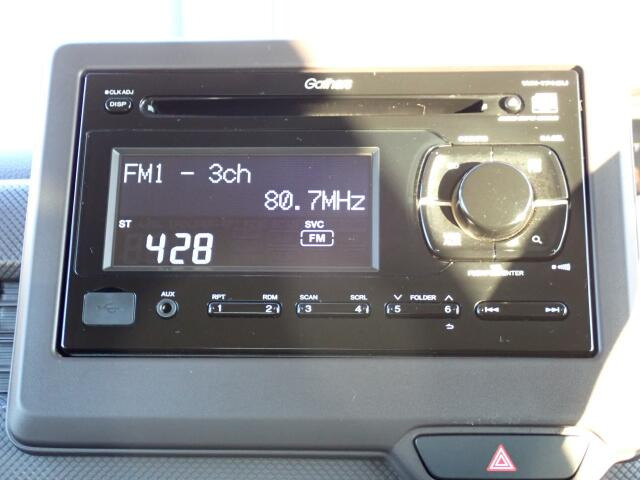 Gathers
CLK ADJ
DISP
FM1 - 3ch
80.7MHz
ST
SVC
428
FM
AUX
RPT RDM SCAN SCRL FOLDER
1 2 3 4 5 6